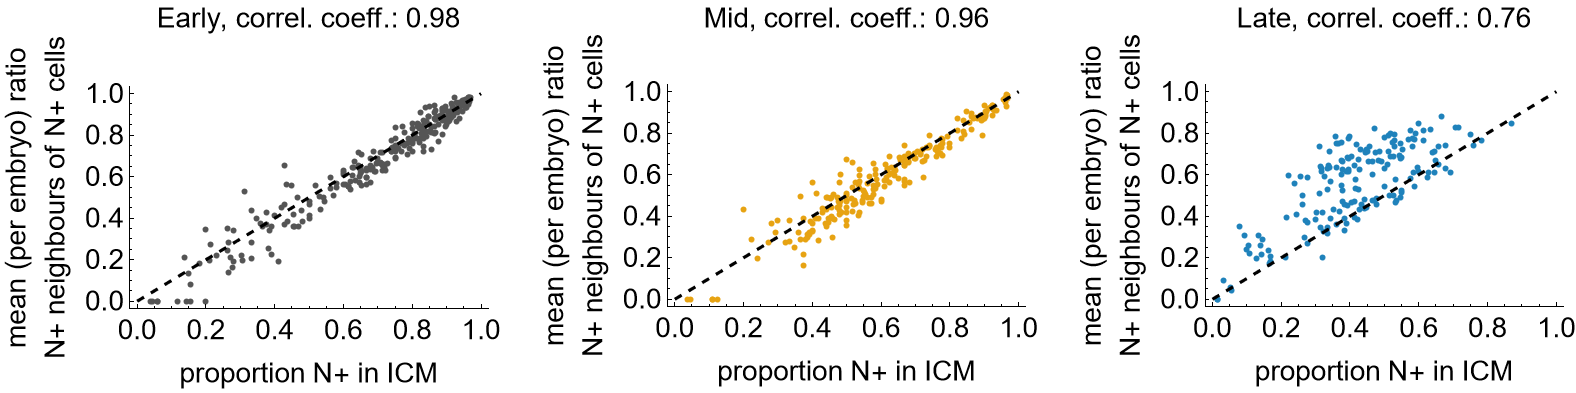 Early, correl. coeff.: 0.98
mean (per embryo) ratio
N+ neighbours of N+ cells
1.0
0.8
0.6
0.4
0.2
0.0
0.0 0.2 0.4 0.6 0.8 1.0
proportion N+ in ICM
Mid, correl. coeff.: 0.96
mean (per embryo) ratio
N+ neighbours of N+ cells
1.0
0.8
0.6
0.4
0.2
0.0
0.0 0.2 0.4 0.6 0.8 1.0
proportion N+ in ICM
Late, correl. coeff.: 0.76
mean (per embryo) ratio
N+ neighbours of N+ cells
1.0
0.8
0.6
0.4
0.2
0.0
0.0 0.2 0.4 0.6 0.8 1.0
proportion N+ in ICM